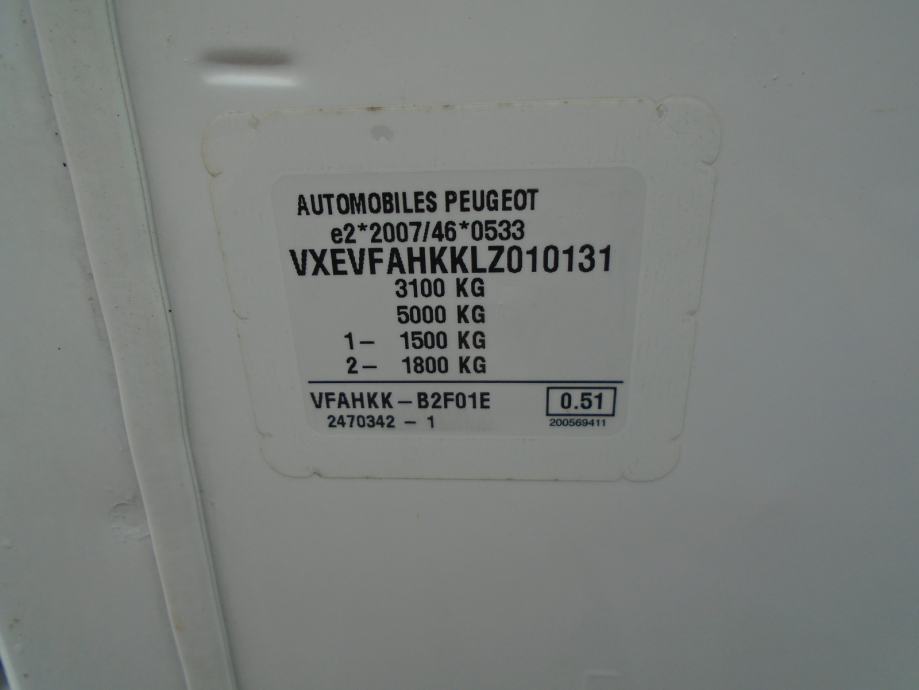 AUTOMOBILES PEUGEOT
e2*2007/46*0533
VXEVFAHKKLZ010131
3100 KG
5000 KG
1- 1500 KG
2- 1800 KG
VFAHKK-B2F01E 0.51
2470342-1 200569411